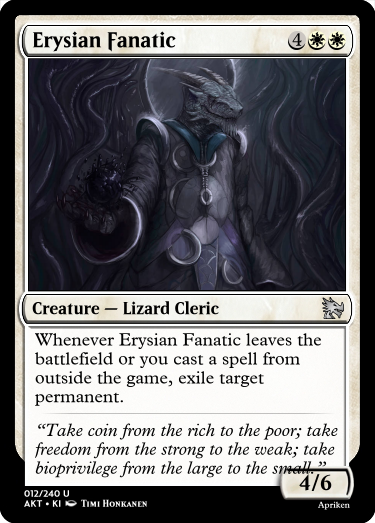 Erysian Fanatic 4
Creature — Lizard Cleric
Whenever Erysian Fanatic leaves the
battlefield or you cast a spell from
outside the game, exile target
permanent.
“Take coin from the rich to the poor; take
freedom from the strong to the weak; take
bioprivilege from the large to the small.”
4/6
012/240 U
AKT • KI Timi Honkanen
Apriken